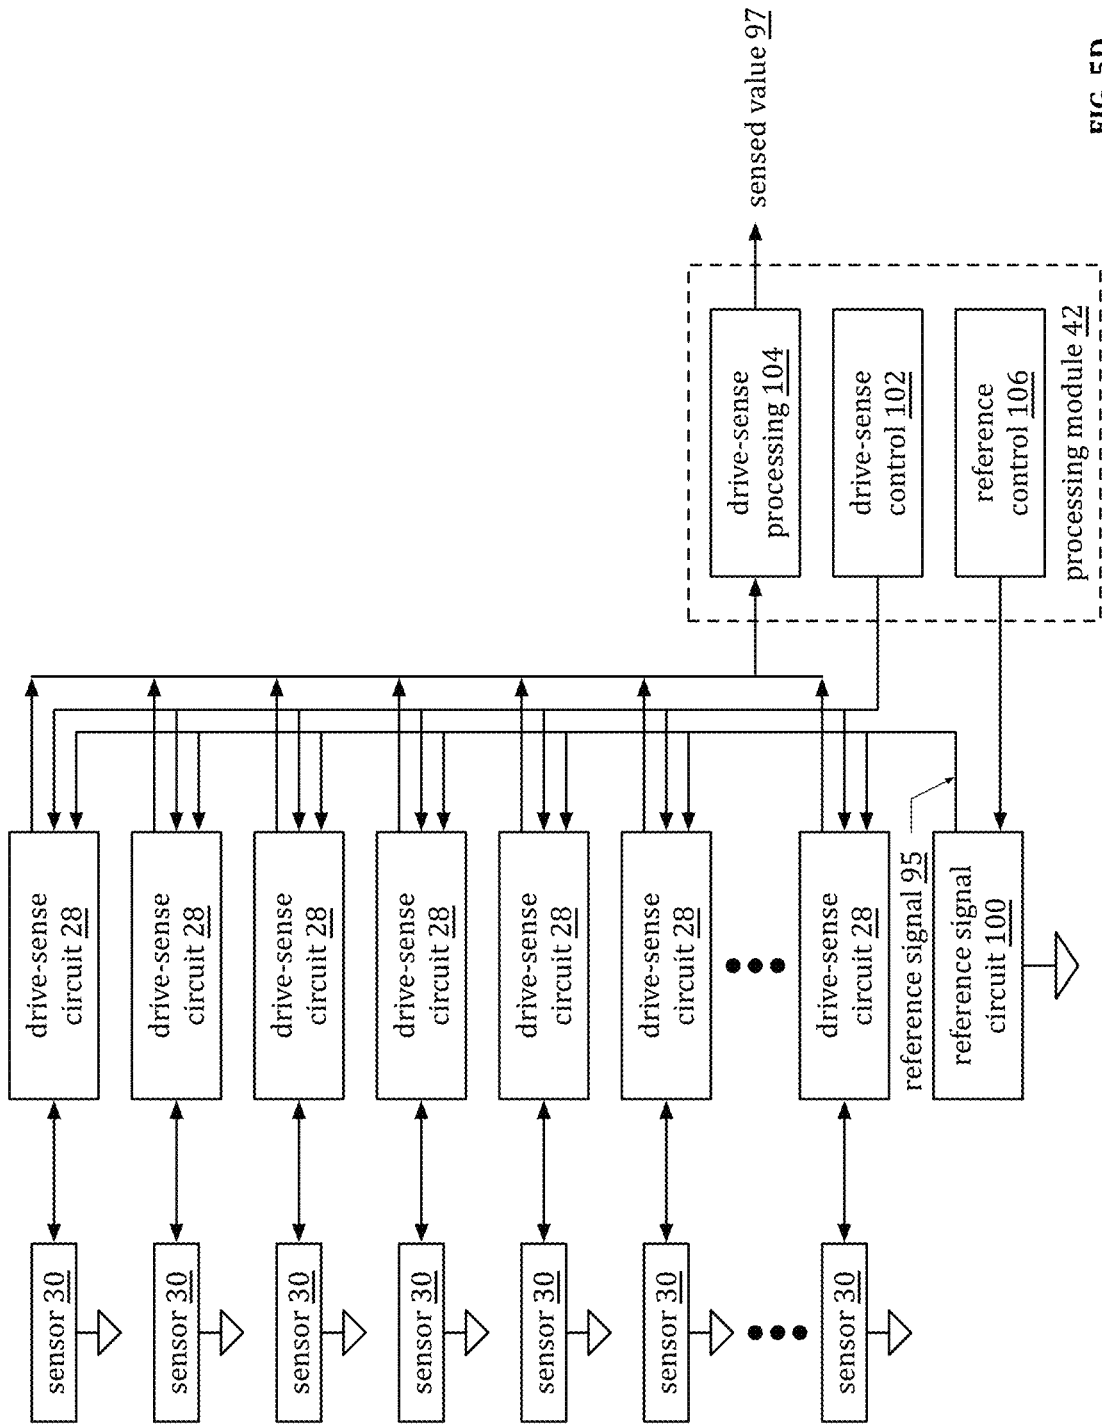 sensor 30
drive-sense
circuit 28
sensor 30
drive-sense
circuit 28
sensor 30
drive-sense
circuit 28
sensor 30
drive-sense
circuit 28
sensor 30
drive-sense
circuit 28
sensor 30
drive-sense
circuit 28
sensor 30
drive-sense
circuit 28
reference signal 95
reference signal
circuit 100
drive-sense
processing 104
sensed value 97
drive-sense
control 102
reference
control 106
processing module 42
FIG. 5D